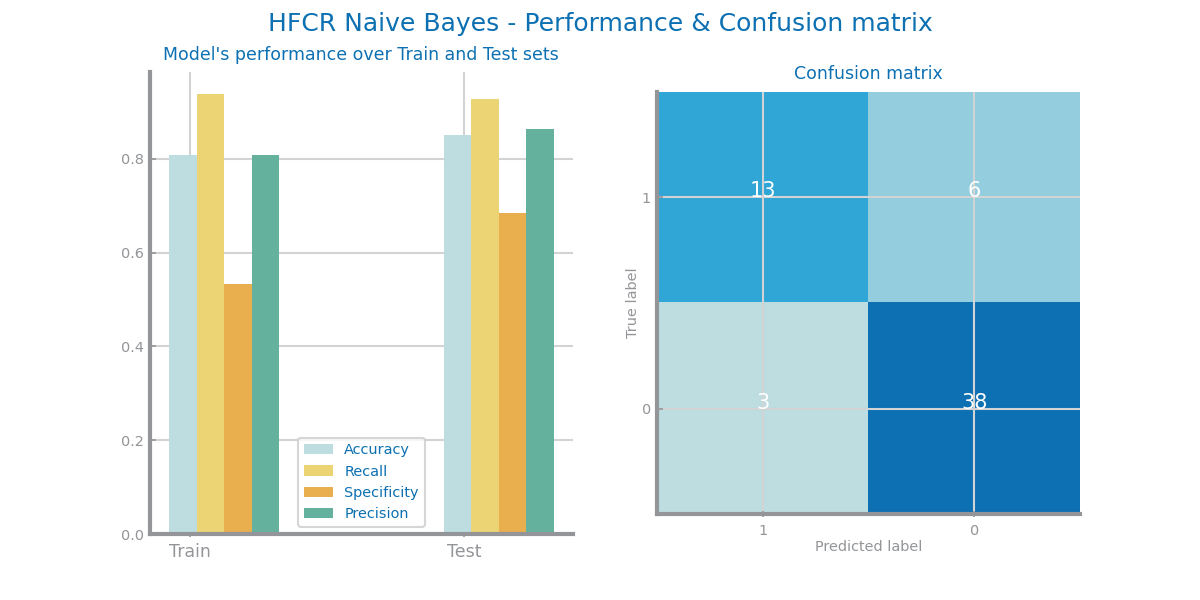 HFCR Naive Bayes - Performance & Confusion matrix
Model's performance over Train and Test sets
0.8
0.6
0.4
0.2
0.0
Train
Test
Accuracy
Recall
Specificity
Precision
Confusion matrix
True label
1
0
13
6
3
38
1
0
Predicted label